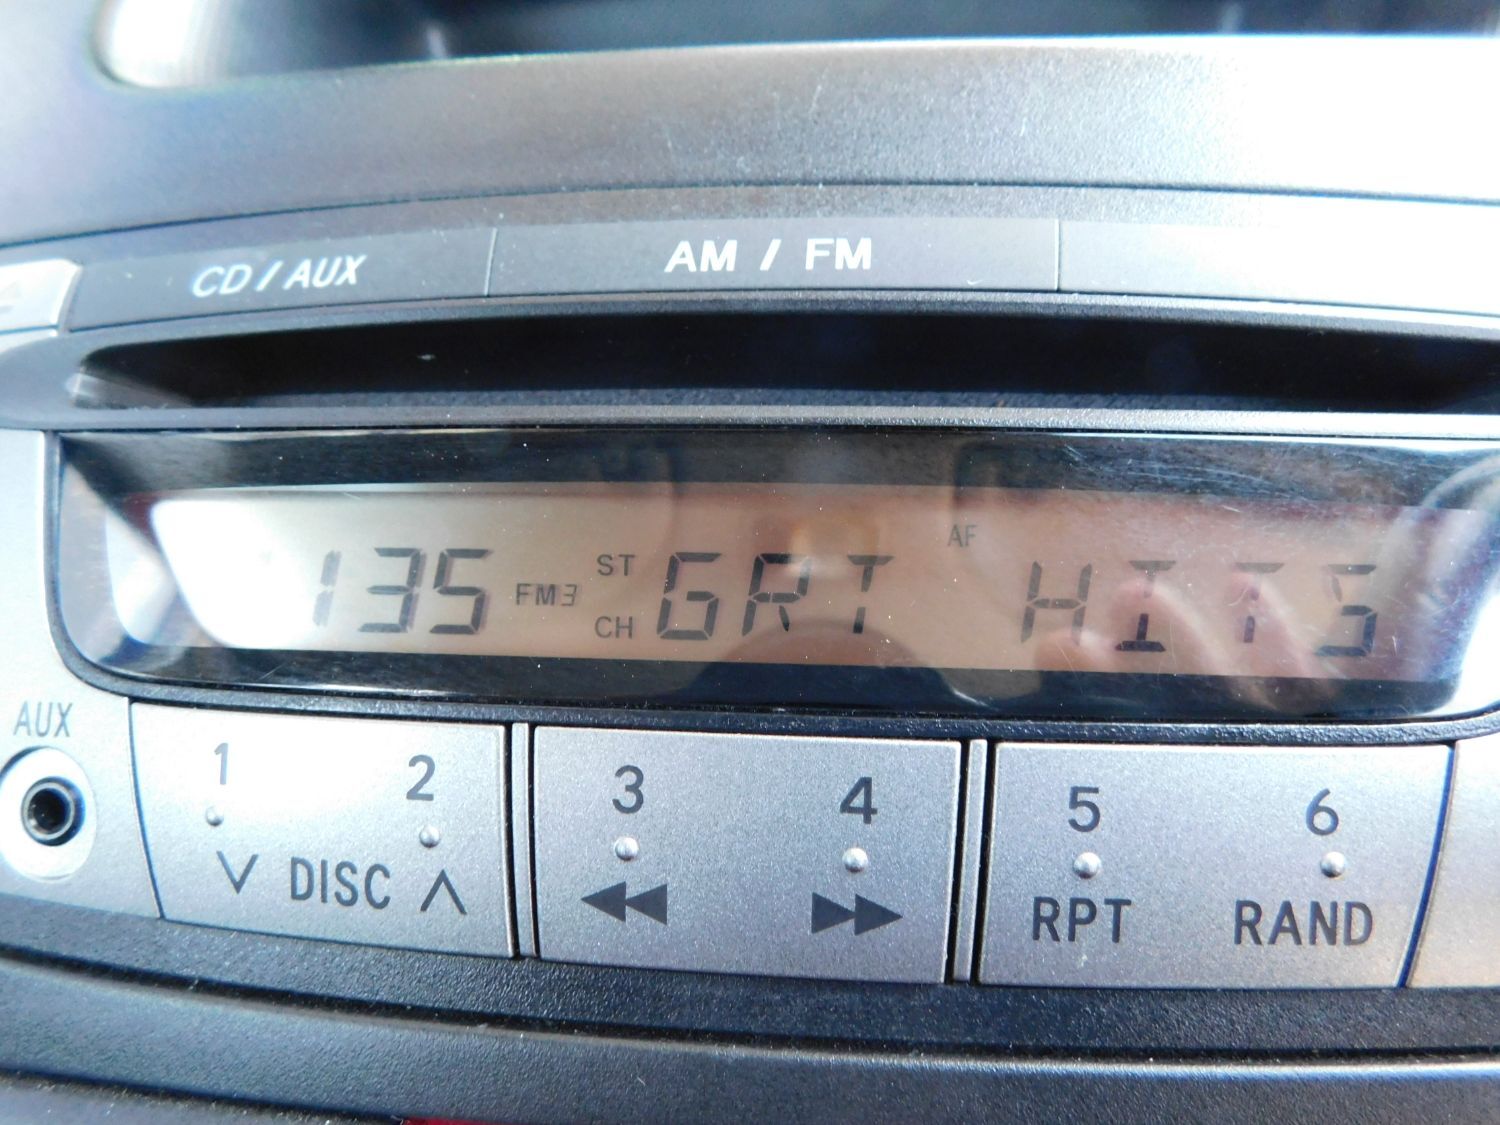 CD / AUX AM / FM
135 FM3 ST CH GRT AF HITS
AUX
1 2 3 4 5 6
DISC RPT RAND